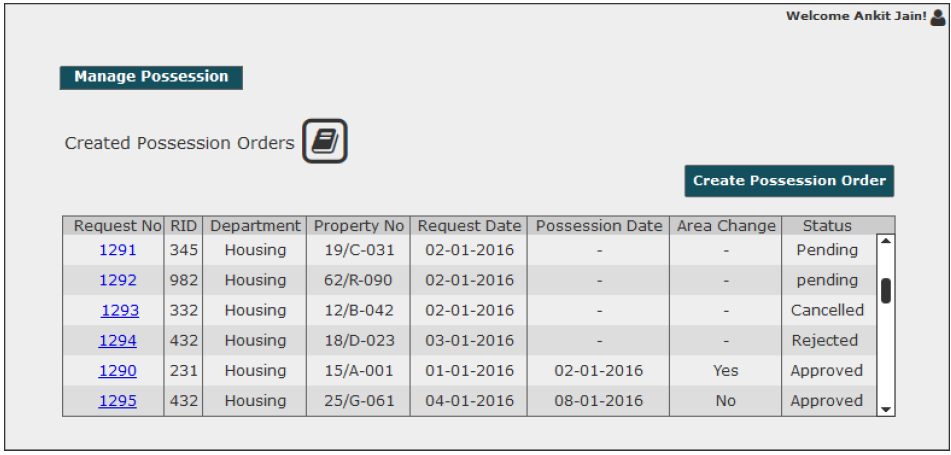 Welcome Ankit Jain!
Manage Possession
Created Possession Orders
Create Possession Order
Request No RID Department Property No Request Date Possession Date Area Change Status
1291 345 Housing 19/C-031 02-01-2016 - - Pending
1292 982 Housing 62/R-090 02-01-2016 - - pending
1293 332 Housing 12/B-042 02-01-2016 - - Cancelled
1294 432 Housing 18/D-023 03-01-2016 - - Rejected
1290 231 Housing 15/A-001 01-01-2016 02-01-2016 Yes Approved
1295 432 Housing 25/G-061 04-01-2016 08-01-2016 No Approved